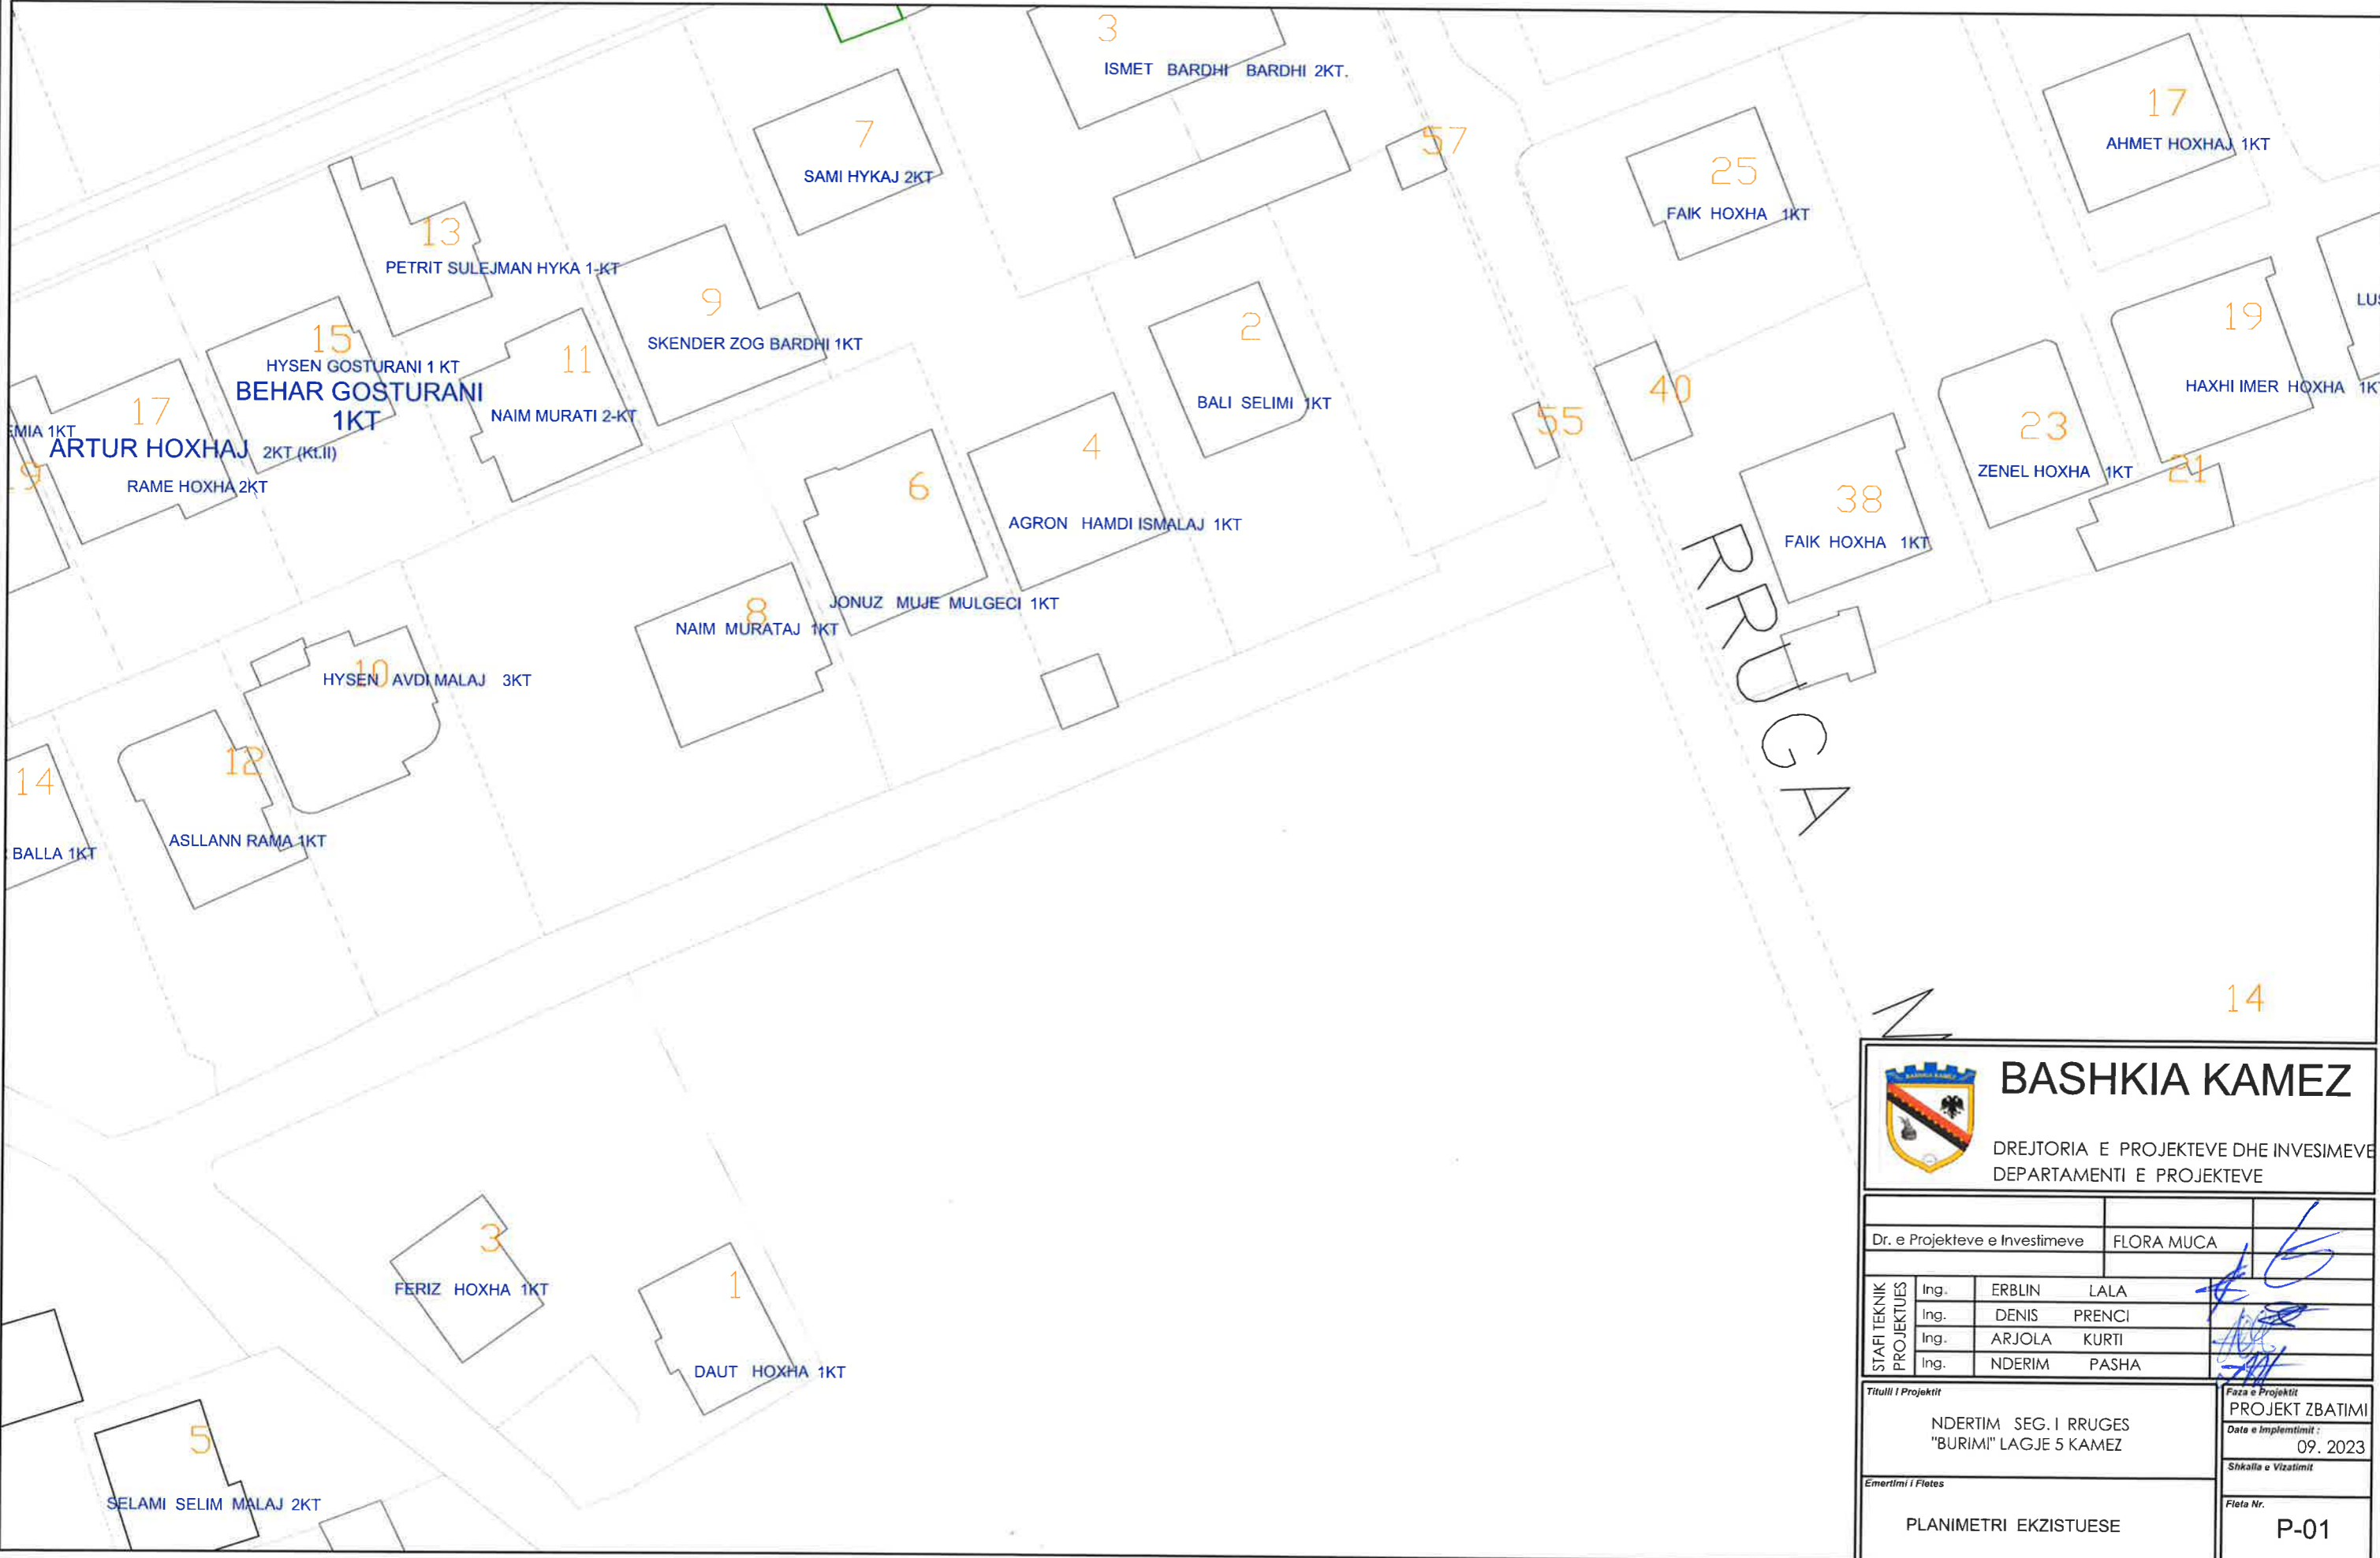 3
ISMET BARDHI BARDHI 2KT.
7
SAMI HYKAJ 2KT
57
25
FAIK HOXHA 1KT
17
AHMET HOXHAJ 1KT
13
PETRIT SULEJMAN HYKA 1-KT
9
SKENDER ZOG BARDHI 1KT
2
BALI SELIMI 1KT
19
HAXHI IMER HOXHA
15
HYSEN GOSTURANI 1 KT
BEHAR GOSTURANI
1KT
11
NAIM MURATI 2-KT
17
ARTUR HOXHAJ 2KT (Kt.II)
RAME HOXHA 2KT
1KT
40
55
23
ZENEL HOXHA 1KT
21
4
AGRON HAMDI ISMALAJ 1KT
6
JONUZ MUJE MULGECI 1KT
38
FAIK HOXHA 1KT
RRUGA
8
NAIM MURATAJ 1KT
10
HYSEN AVDI MALAJ 3KT
12
ASLLANN RAMA 1KT
14
BALLA 1KT
14
3
FERIZ HOXHA 1KT
1
DAUT HOXHA 1KT
5
SELAMI SELIM MALAJ 2KT
BASHKIA KAMEZ
BASHKIA KAMEZ
DREJTORIA E PROJEKTEVE DHE INVESIMEVE
DEPARTAMENTI E PROJEKTEVE
Dr. e Projekteve e Investimeve FLORA MUCA
STAFI TEKNIK
PROJEKTUES
Ing. ERBLIN LALA
Ing. DENIS PRENCI
Ing. ARJOLA KURTI
Ing. NDERIM PASHA
Titulli I Projektit
NDERTIM SEG. I RRUGES
"BURIMI" LAGJE 5 KAMEZ
Faza e Projektit
PROJEKT ZBATIMI
Data e Implemtimit :
09. 2023
Shkalla e Vizatimit
Emertimi i Fletes
PLANIMETRI EKZISTUESE
Fleta Nr.
P-01